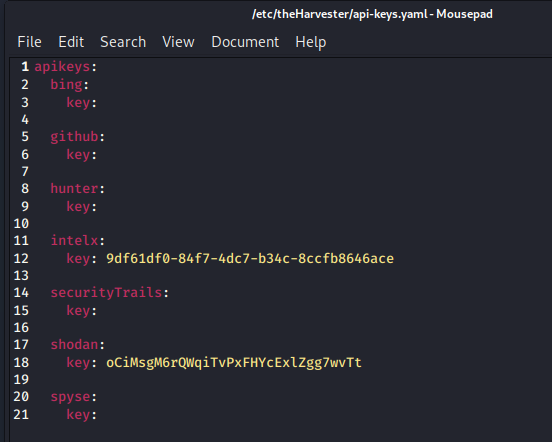 /etc/theHarvester/api-keys.yaml - Mousepad
File Edit Search View Document Help
1 apikeys:
2   bing:
3     key:
4
5   github:
6     key:
7
8   hunter:
9     key:
10
11   intelx:
12     key: 9df61df0-84f7-4dc7-b34c-8ccfb8646ace
13
14   securityTrails:
15     key:
16
17   shodan:
18     key: oCiMsgM6rQWqiTvPxFHYcExlZgg7wvTt
19
20   spyse:
21     key: